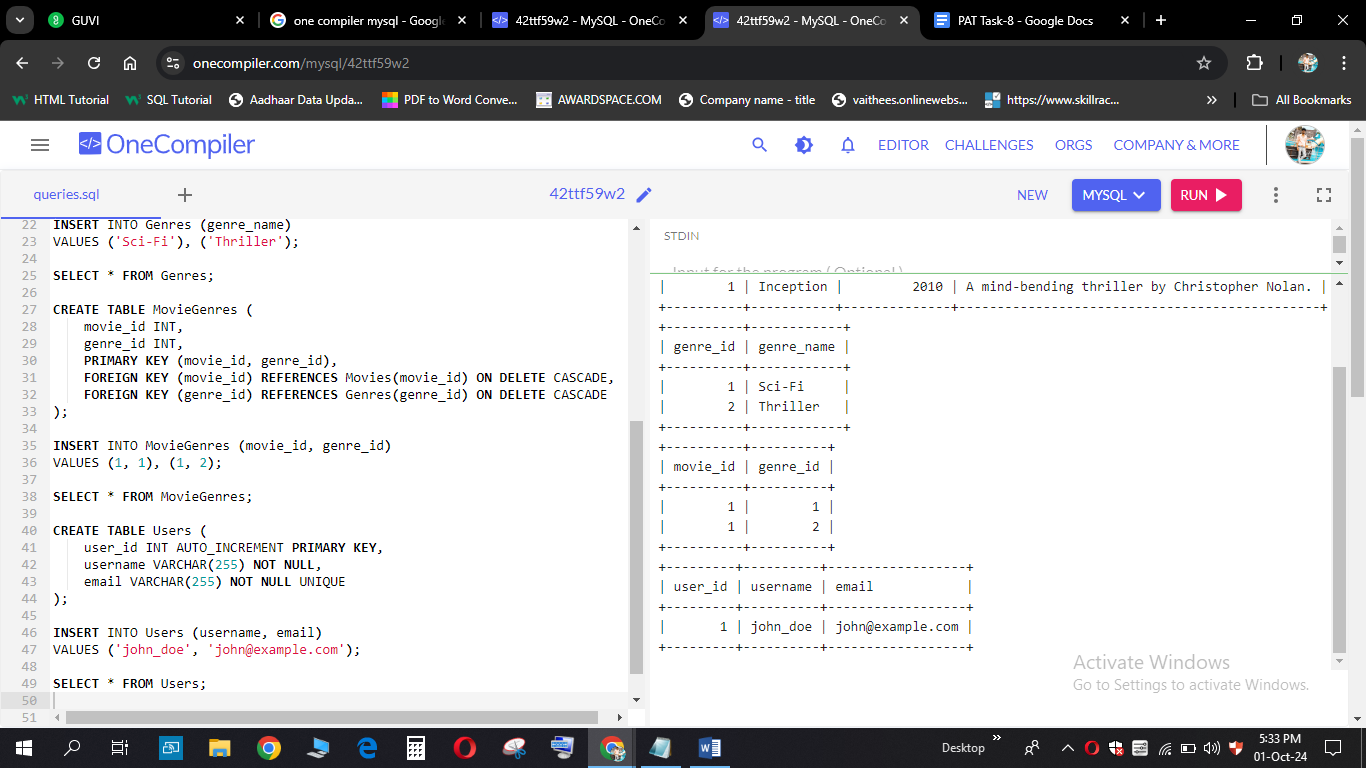 GUVI
one compiler mysql - Googl
42ttf59w2 - MySQL - OneCo
42ttf59w2 - MySQL - OneCo
PAT Task-8 - Google Docs
onecompiler.com/mysql/42ttf59w2
HTML Tutorial
SQL Tutorial
Aadhaar Data Upda...
PDF to Word Conve...
AWARDSPACE.COM
Company name - title
vaithees.onlinewebs...
https://www.skillrac...
All Bookmarks
OneCompiler
EDITOR
CHALLENGES
ORGS
COMPANY & MORE
queries.sql
42ttf59w2
NEW
MYSQL
RUN
22 INSERT INTO Genres (genre_name)
23 VALUES ('Sci-Fi'), ('Thriller');
24
25 SELECT * FROM Genres;
26
27 CREATE TABLE MovieGenres (
28 movie_id INT,
29 genre_id INT,
30 PRIMARY KEY (movie_id, genre_id),
31 FOREIGN KEY (movie_id) REFERENCES Movies(movie_id) ON DELETE CASCADE,
32 FOREIGN KEY (genre_id) REFERENCES Genres(genre_id) ON DELETE CASCADE
33 );
34
35 INSERT INTO MovieGenres (movie_id, genre_id)
36 VALUES (1, 1), (1, 2);
37
38 SELECT * FROM MovieGenres;
39
40 CREATE TABLE Users (
41 user_id INT AUTO_INCREMENT PRIMARY KEY,
42 username VARCHAR(255) NOT NULL,
43 email VARCHAR(255) NOT NULL UNIQUE
44 );
45
46 INSERT INTO Users (username, email)
47 VALUES ('john_doe', 'john@example.com');
48
49 SELECT * FROM Users;
50
51
STDIN
Input for the program ( Optional )
| 1 | Inception | 2010 | A mind-bending thriller by Christopher Nolan. |
+----------+-----------+--------------+-----------------------------------------------+
+----------+------------+
| genre_id | genre_name |
+----------+------------+
| 1 | Sci-Fi |
| 2 | Thriller |
+----------+------------+
+----------+----------+
| movie_id | genre_id |
+----------+----------+
| 1 | 1 |
| 1 | 2 |
+----------+----------+
+---------+----------+------------------+
| user_id | username | email |
+---------+----------+------------------+
| 1 | john_doe | john@example.com |
+---------+----------+------------------+
Activate Windows
Go to Settings to activate Windows.
Desktop
5:33 PM
01-Oct-24